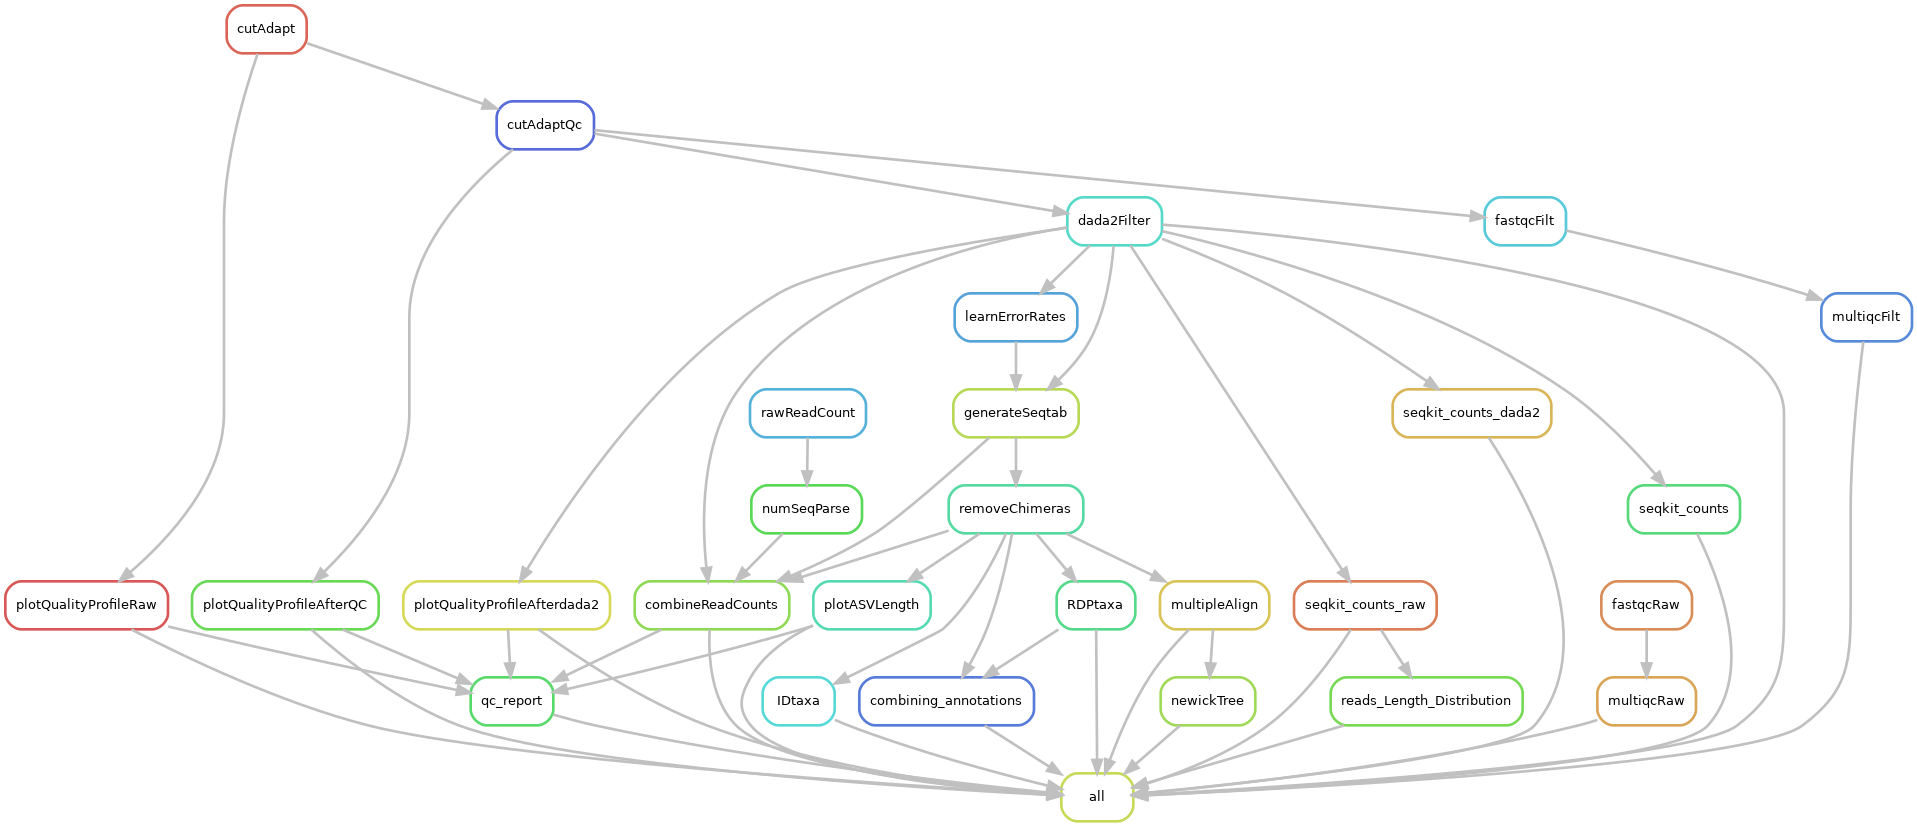 cutAdapt
cutAdaptQc
dada2Filter
fastqcFilt
learnErrorRates
multiqcFilt
rawReadCount
generateSeqtab
seqkit_counts_dada2
numSeqParse
removeChimeras
seqkit_counts
plotQualityProfileRaw
plotQualityProfileAfterQC
plotQualityProfileAfterdada2
combineReadCounts
plotASVLength
RDPtaxa
multipleAlign
seqkit_counts_raw
fastqcRaw
qc_report
IDtaxa
combining_annotations
newickTree
reads_Length_Distribution
multiqcRaw
all